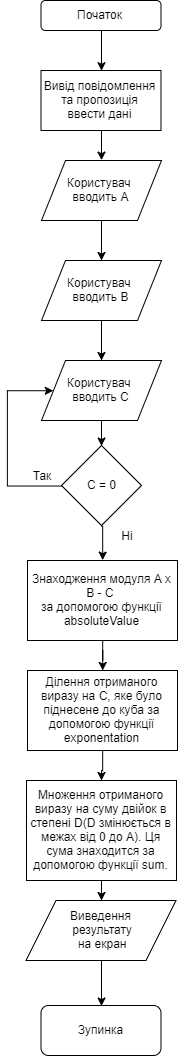 Початок
Вивід повідомлення
та пропозиція
ввести дані
Користувач
вводить A
Користувач
вводить B
Користувач
вводить C
Так
C = 0
Ні
Знаходження модуля A x
B - C
за допомогою функції
absoluteValue
Ділення отриманого
виразу на C, яке було
піднесене до куба за
допомогою функції
exponentation
Множення отриманого
виразу на суму двійок в
степені D(D змінюється в
межах від 0 до A). Ця
сума знаходится за
допомогою функції sum.
Виведення
результату
на екран
Зупинка